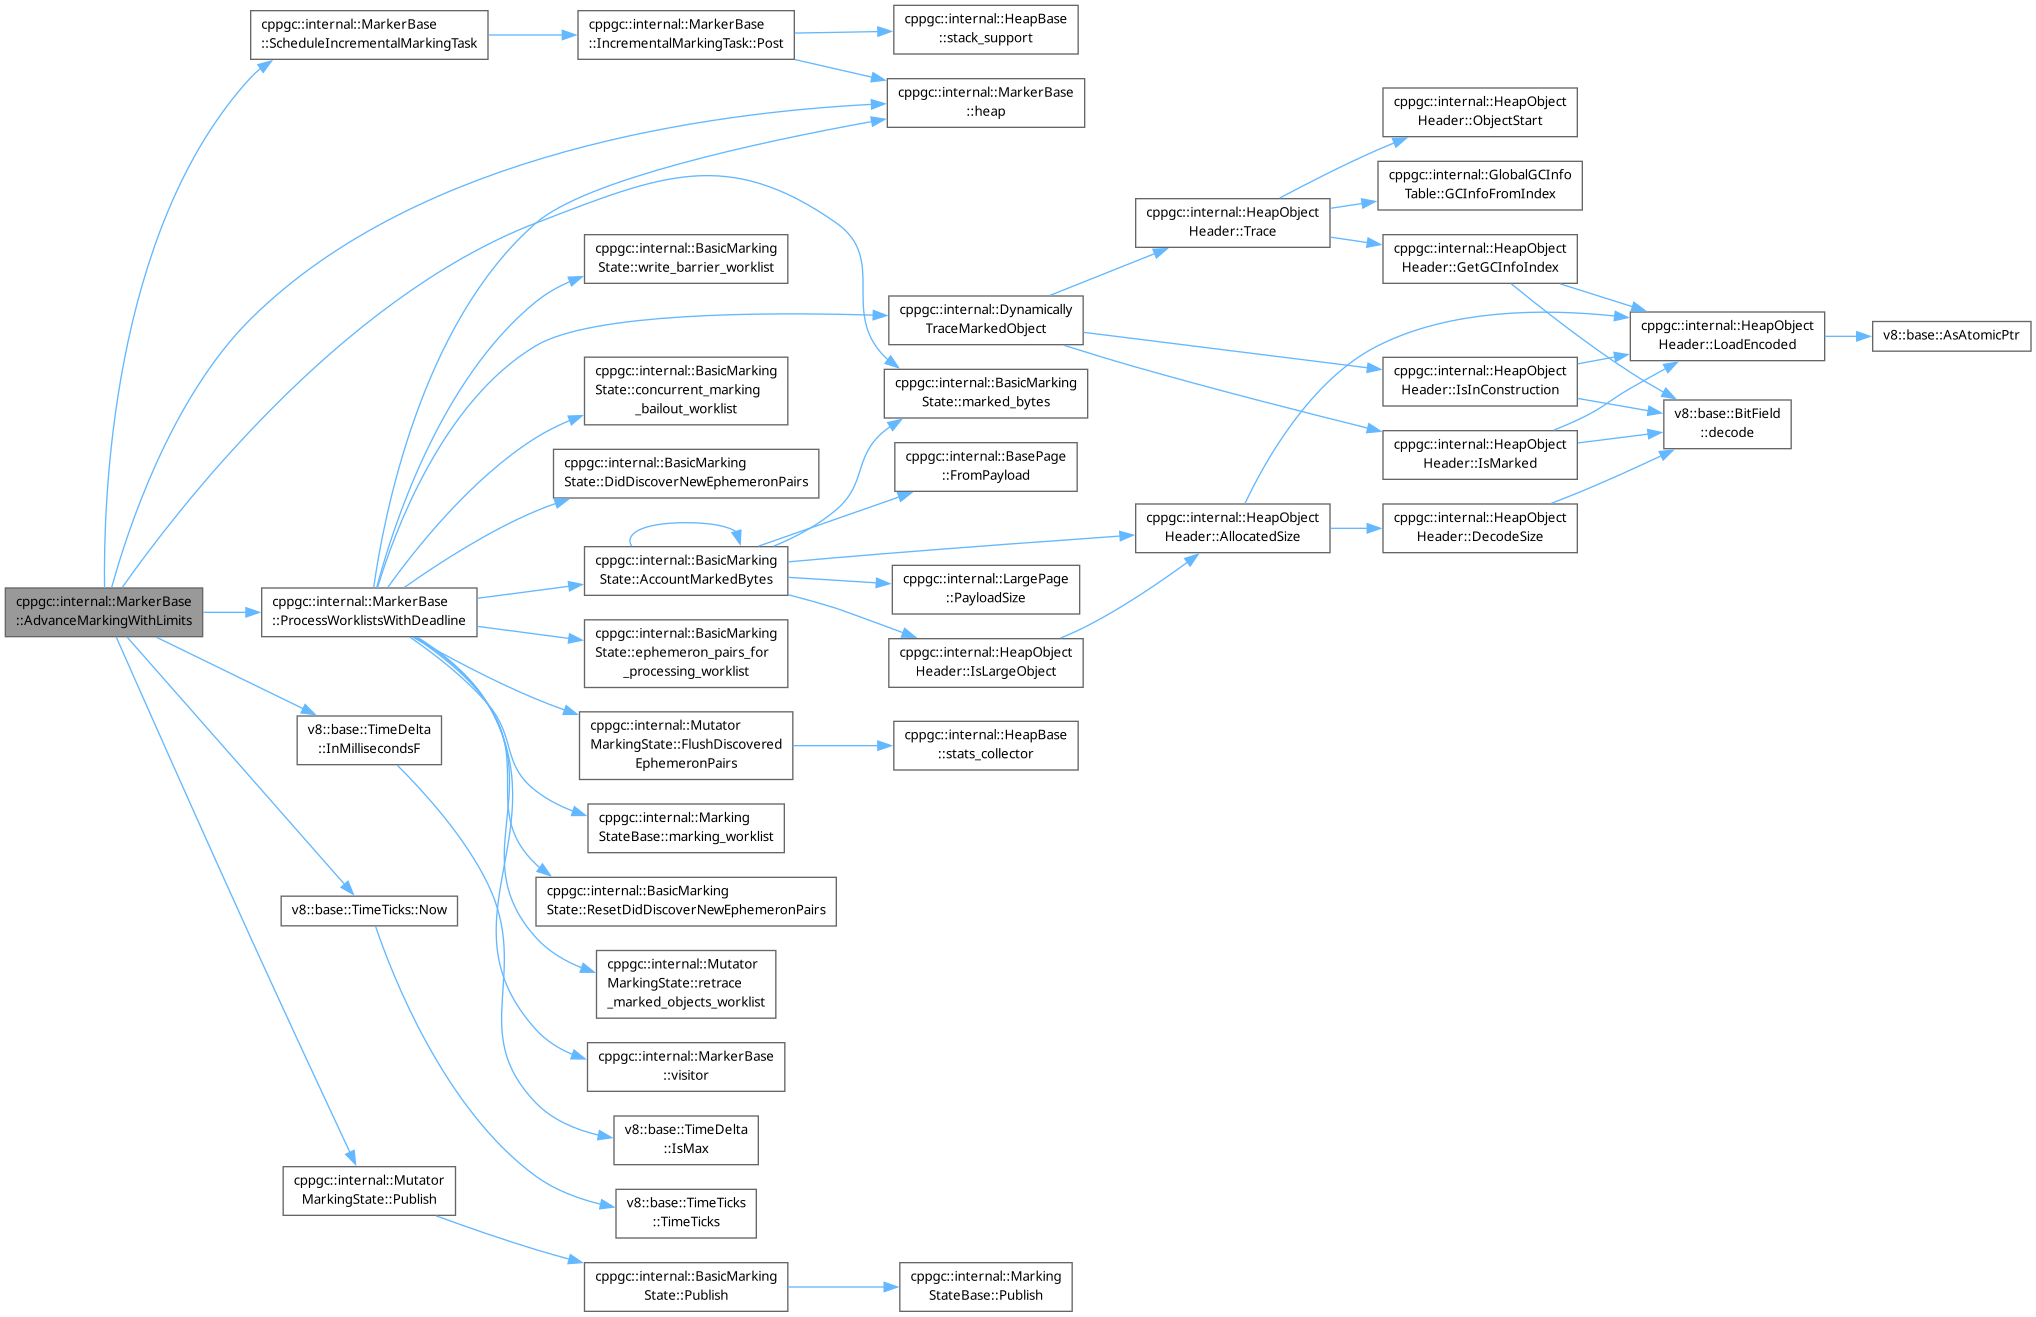 cppgc::internal::MarkerBase
::AdvanceMarkingWithLimits
cppgc::internal::MarkerBase
::ScheduleIncrementalMarkingTask
cppgc::internal::MarkerBase
::ProcessWorklistsWithDeadline
v8::base::TimeDelta
::InMillisecondsF
v8::base::TimeTicks::Now
cppgc::internal::Mutator
MarkingState::Publish
cppgc::internal::MarkerBase
::IncrementalMarkingTask::Post
cppgc::internal::BasicMarking
State::write_barrier_worklist
cppgc::internal::BasicMarking
State::concurrent_marking
_bailout_worklist
cppgc::internal::BasicMarking
State::DidDiscoverNewEphemeronPairs
cppgc::internal::BasicMarking
State::AccountMarkedBytes
cppgc::internal::BasicMarking
State::ephemeron_pairs_for
_processing_worklist
cppgc::internal::Mutator
MarkingState::FlushDiscovered
EphemeronPairs
cppgc::internal::Marking
StateBase::marking_worklist
cppgc::internal::BasicMarking
State::ResetDidDiscoverNewEphemeronPairs
cppgc::internal::Mutator
MarkingState::retrace
_marked_objects_worklist
cppgc::internal::MarkerBase
::visitor
v8::base::TimeDelta
::IsMax
v8::base::TimeTicks
::TimeTicks
cppgc::internal::BasicMarking
State::Publish
cppgc::internal::HeapBase
::stack_support
cppgc::internal::MarkerBase
::heap
cppgc::internal::Dynamically
TraceMarkedObject
cppgc::internal::BasicMarking
State::marked_bytes
cppgc::internal::BasePage
::FromPayload
cppgc::internal::LargePage
::PayloadSize
cppgc::internal::HeapObject
Header::IsLargeObject
cppgc::internal::HeapBase
::stats_collector
cppgc::internal::Marking
StateBase::Publish
cppgc::internal::HeapObject
Header::Trace
cppgc::internal::HeapObject
Header::AllocatedSize
cppgc::internal::HeapObject
Header::ObjectStart
cppgc::internal::GlobalGCInfo
Table::GCInfoFromIndex
cppgc::internal::HeapObject
Header::GetGCInfoIndex
cppgc::internal::HeapObject
Header::IsInConstruction
cppgc::internal::HeapObject
Header::IsMarked
cppgc::internal::HeapObject
Header::DecodeSize
cppgc::internal::HeapObject
Header::LoadEncoded
v8::base::BitField
::decode
v8::base::AsAtomicPtr